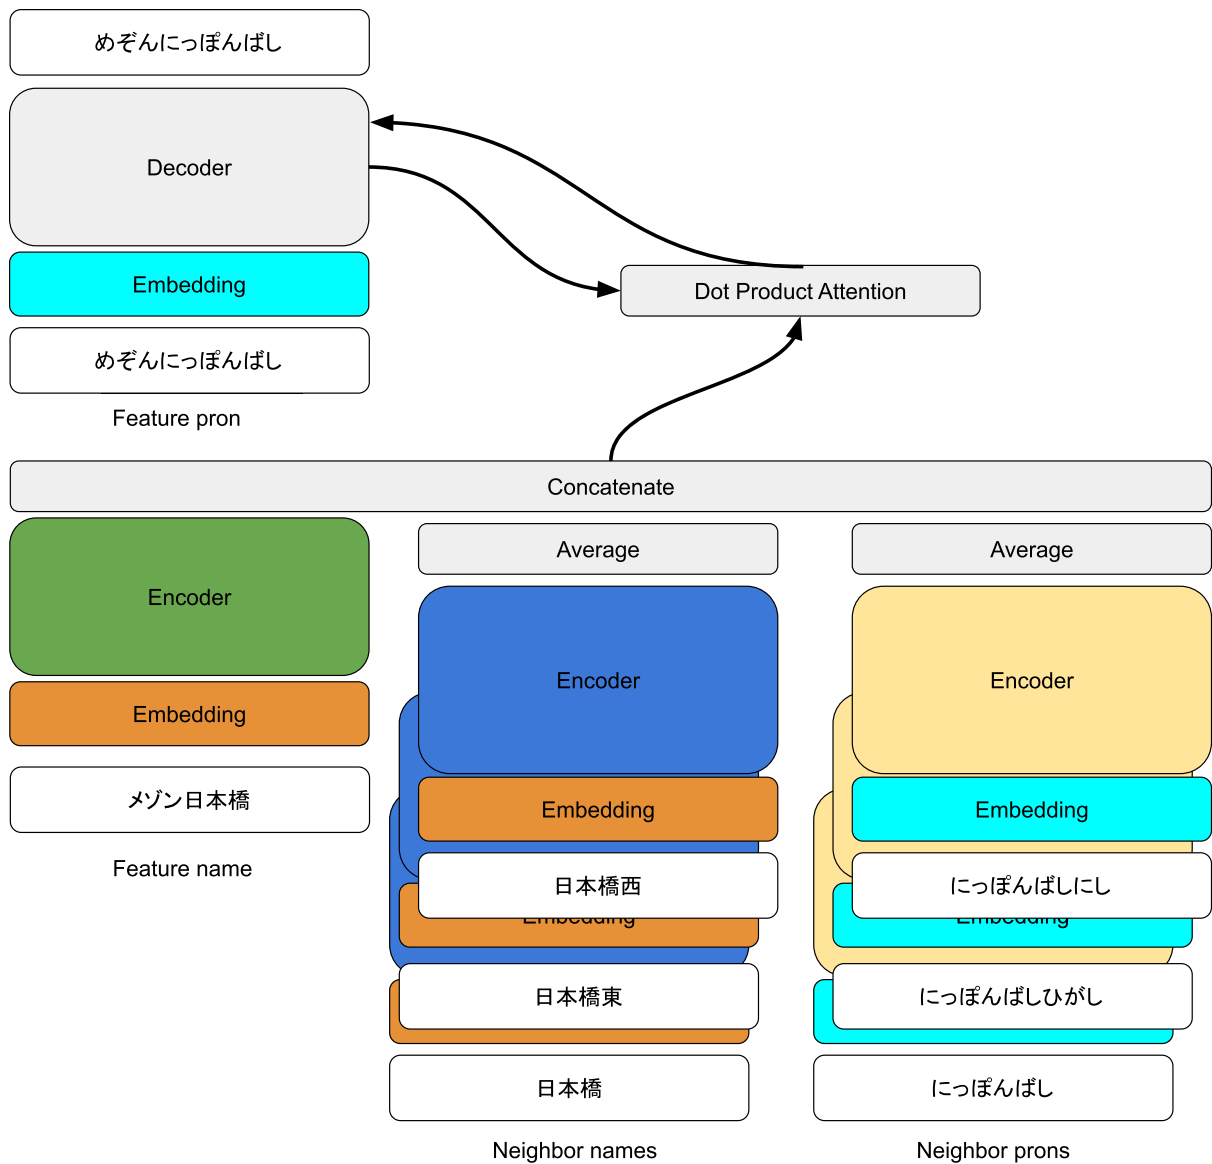 めぞんにっぽんばし
Decoder
Embedding
Dot Product Attention
めぞんにっぽんばし
Feature pron
Concatenate
Encoder
Average
Average
Encoder
Encoder
Embedding
Embedding
Embedding
メゾン日本橋
Feature name
日本橋西
にっぽんばしにし
Embedding
Embedding
日本橋東
にっぽんばしひがし
日本橋
にっぽんばし
Neighbor names
Neighbor prons